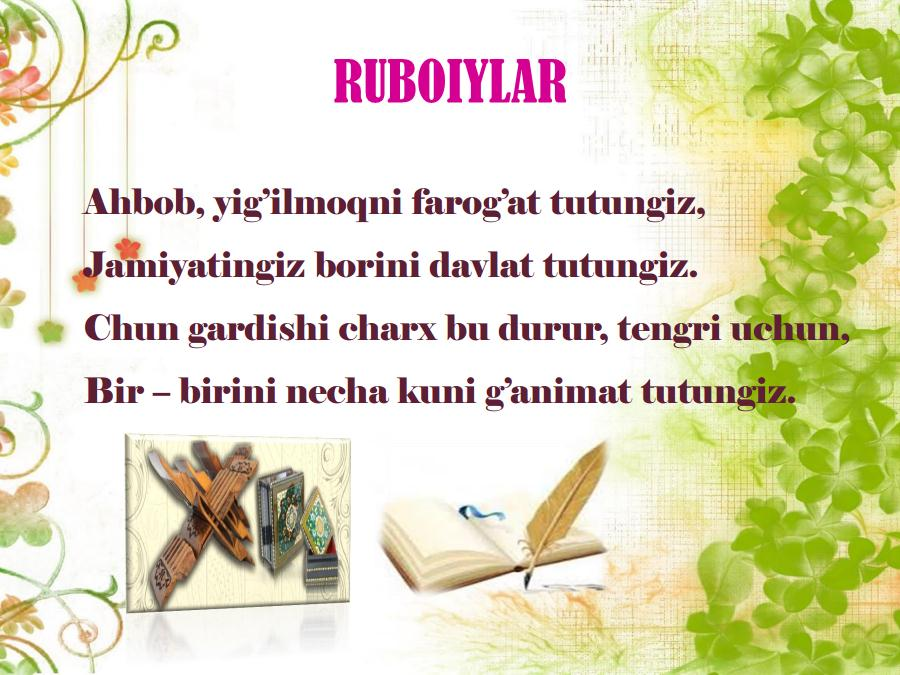 RUBOIYLAR
Ahbob, yig’ilmoqni farog’at tutungiz,
Jamiyatingiz borini davlat tutungiz.
Chun gardishi charx bu durur, tengri uchun,
Bir – birini necha kuni g’animat tutungiz.